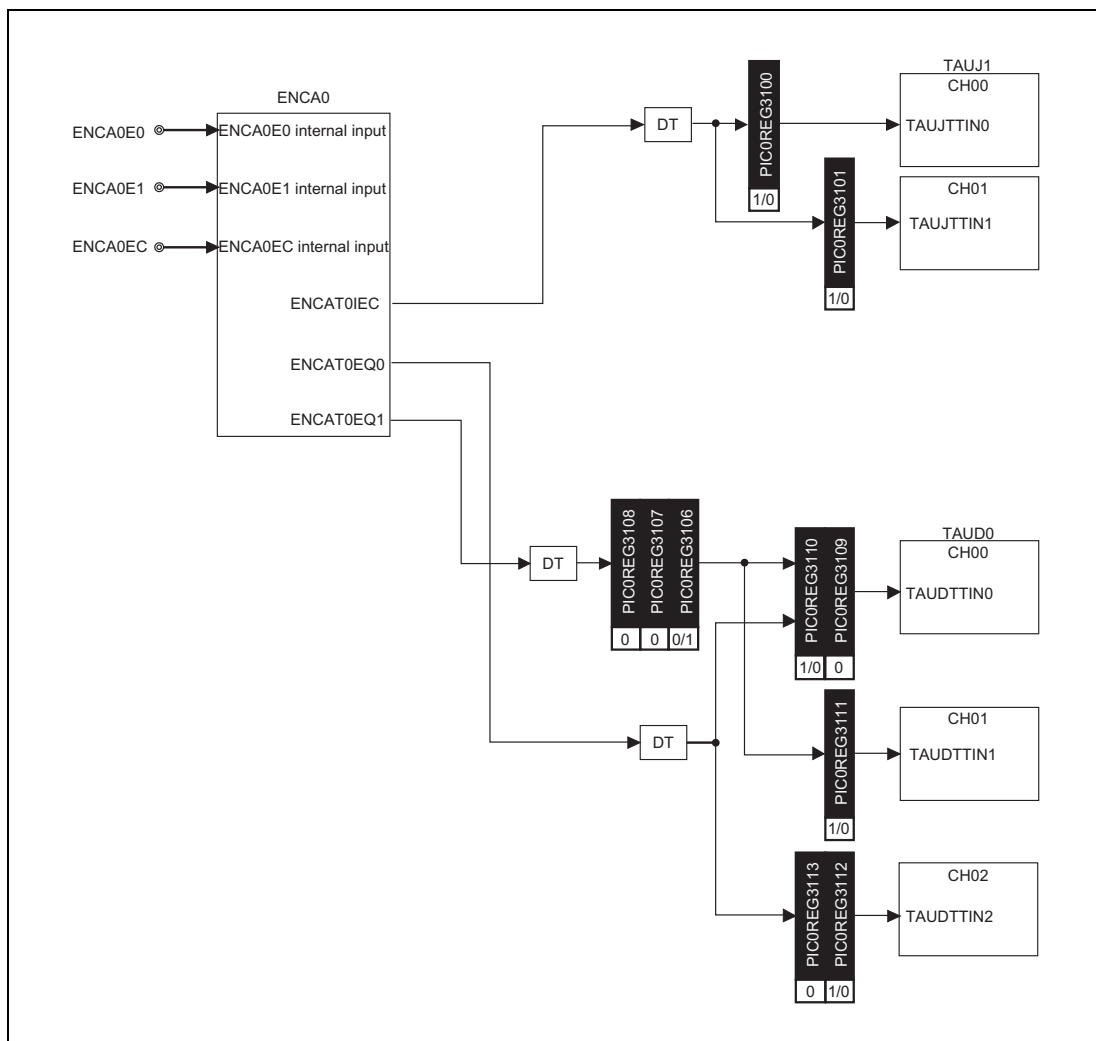 TAUJ1
CH00
PIC0REG3100
ENCA0
ENCA0E0
ENCA0E0 internal input
DT
TAUJTTIN0
PIC0REG3101
CH01
ENCA0E1
ENCA0E1 internal input
1/0
TAUJTTIN1
ENCA0EC
ENCA0EC internal input
ENCAT0IEC
1/0
ENCAT0EQ0
ENCAT0EQ1
PIC0REG3108
PIC0REG3107
PIC0REG3106
PIC0REG3110
PIC0REG3109
TAUD0
CH00
DT
TAUDTTIN0
0
0
0/1
1/0
0
PIC0REG3111
CH01
DT
TAUDTTIN1
1/0
PIC0REG3113
PIC0REG3112
CH02
TAUDTTIN2
0
1/0